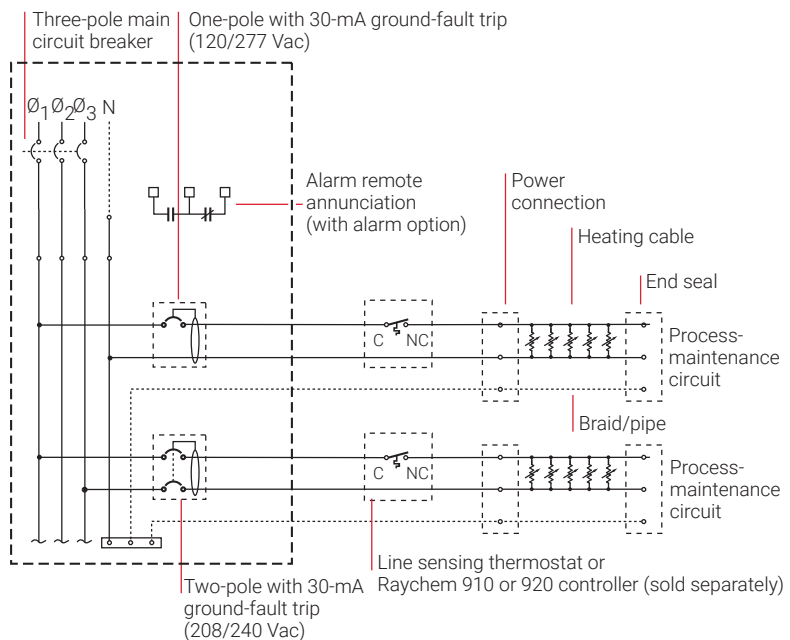 Three-pole main
circuit breaker
One-pole with 30-mA ground-fault trip
(120/277 Vac)
Ø1 Ø2 Ø3 N
Alarm remote
annunciation
(with alarm option)
Power
connection
Heating cable
End seal
C NC
Process-
maintenance
circuit
Braid/pipe
C NC
Process-
maintenance
circuit
Line sensing thermostat or
Raychem 910 or 920 controller (sold separately)
Two-pole with 30-mA
ground-fault trip
(208/240 Vac)